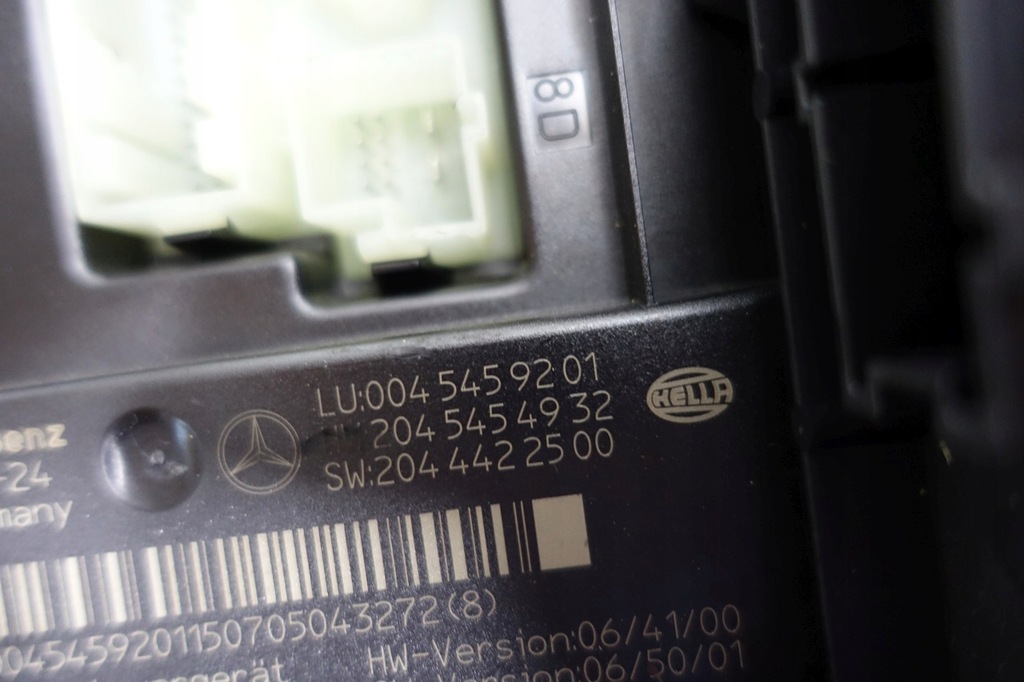 8D
LU:004 545 92 01
204 545 49 32
SW:204 442 25 00
HELLA
enz
-24
many
0045459201150705043272(8)
HW-Version:06/41/00
-Version:06/50/01